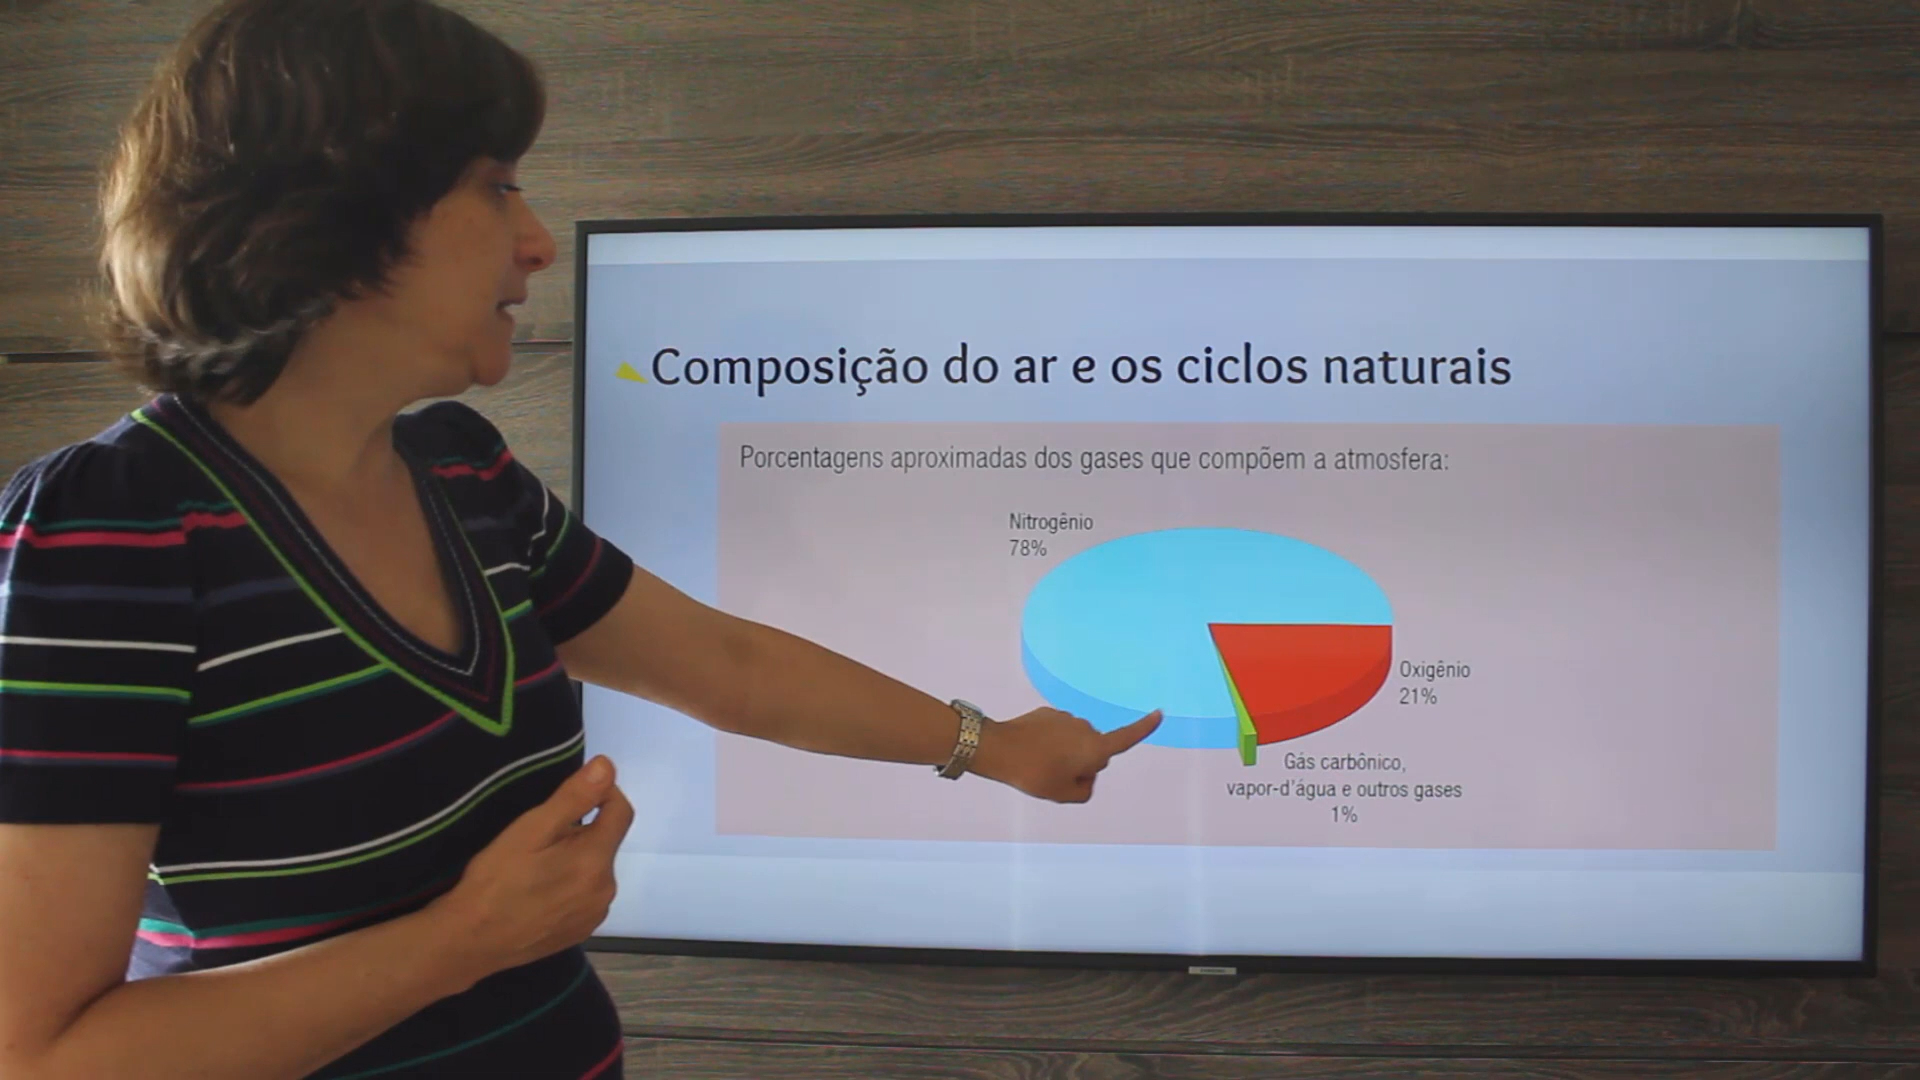 Composição do ar e os ciclos naturais
Porcentagens aproximadas dos gases que compõem a atmosfera:
Nitrogênio
78%
Oxigênio
21%
Gás carbônico,
vapor-d'água e outros gases
1%